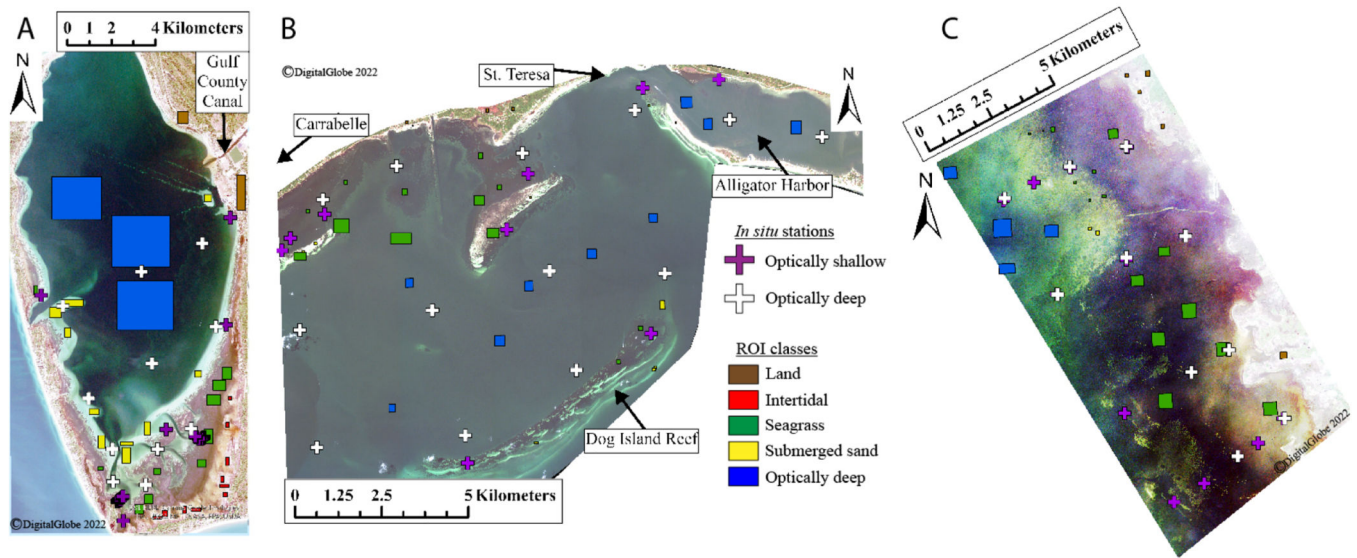 A
0 1 2 4 Kilometers
N
Gulf
County
Canal
©DigitalGlobe 2022
B
©DigitalGlobe 2022
St. Teresa
N
Carrabelle
Alligator Harbor
In situ stations
Optically shallow
Optically deep
ROI classes
Land
Intertidal
Seagrass
Submerged sand
Optically deep
Dog Island Reef
0 1.25 2.5 5 Kilometers
C
0 1.25 2.5 5 Kilometers
N
©DigitalGlobe 2022